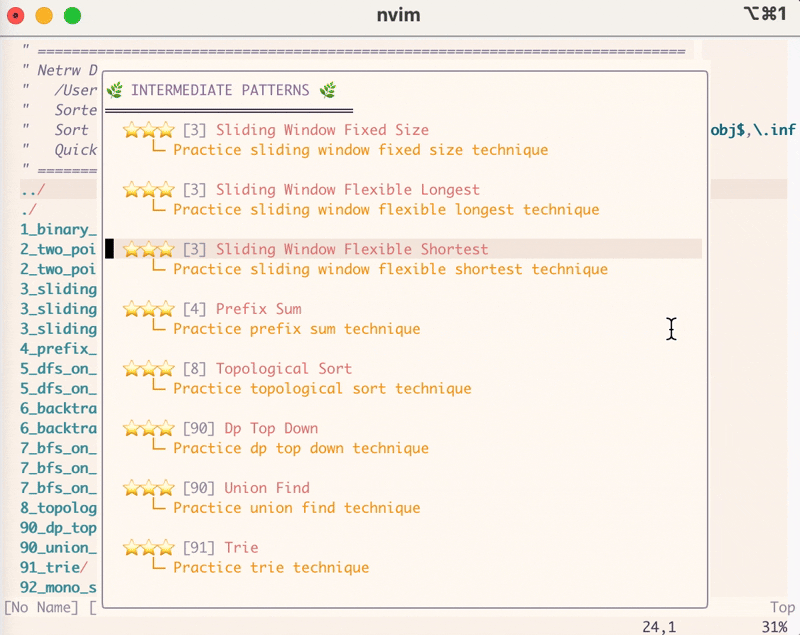 nvim
⌥⌘1
" =========================================================================
" Netrw D
" /User
" Sorte
" Sort
obj$,\.inf
" Quick
" =======
../
./
1_binary_
2_two_poi
2_two_poi
3_sliding
3_sliding
3_sliding
4_prefix_
5_dfs_on_
5_dfs_on_
6_backtra
6_backtra
7_bfs_on_
7_bfs_on_
7_bfs_on_
8_topolog
90_dp_top
90_union_
91_trie/
92_mono_s
🌿 INTERMEDIATE PATTERNS 🌿
⭐⭐⭐ [3] Sliding Window Fixed Size
└─ Practice sliding window fixed size technique
⭐⭐⭐ [3] Sliding Window Flexible Longest
└─ Practice sliding window flexible longest technique
⭐⭐⭐ [3] Sliding Window Flexible Shortest
└─ Practice sliding window flexible shortest technique
⭐⭐⭐ [4] Prefix Sum
└─ Practice prefix sum technique
⭐⭐⭐ [8] Topological Sort
└─ Practice topological sort technique
⭐⭐⭐ [90] Dp Top Down
└─ Practice dp top down technique
⭐⭐⭐ [90] Union Find
└─ Practice union find technique
⭐⭐⭐ [91] Trie
└─ Practice trie technique
[No Name] [
Top
24,1
31%